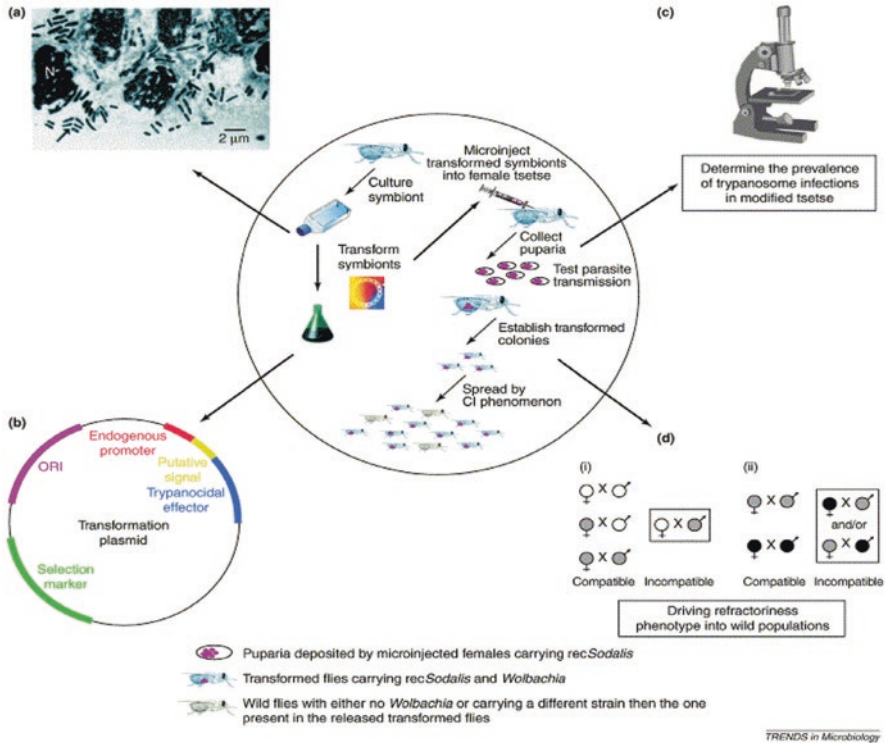 (a)
N
2 μm
(c)
Determine the prevalence
of trypanosome infections
in modified tsetse
Microinject
transformed symbionts
into female tsetse
Culture
symbiont
Collect
puparia
Transform
symbionts
Test parasite
transmission
Establish transformed
colonies
Spread by
CI phenomenon
(b)
Endogenous
promoter
ORI
Putative
signal
Trypanocidal
effector
Transformation
plasmid
Selection
marker
(d)
(i)
(ii)
♀ X ♂
♀ X ♂
♀ X ♂
♀ X ♂
♀ X ♂
♀ X ♂
♀ X ♂
and/or
♀ X ♂
Compatible
Incompatible
Compatible
Incompatible
Driving refractoriness
phenotype into wild populations
Puparia deposited by microinjected females carrying recSodalis
Transformed flies carrying recSodalis and Wolbachia
Wild flies with either no Wolbachia or carrying a different strain then the one
present in the released transformed flies
TRENDS in Microbiology